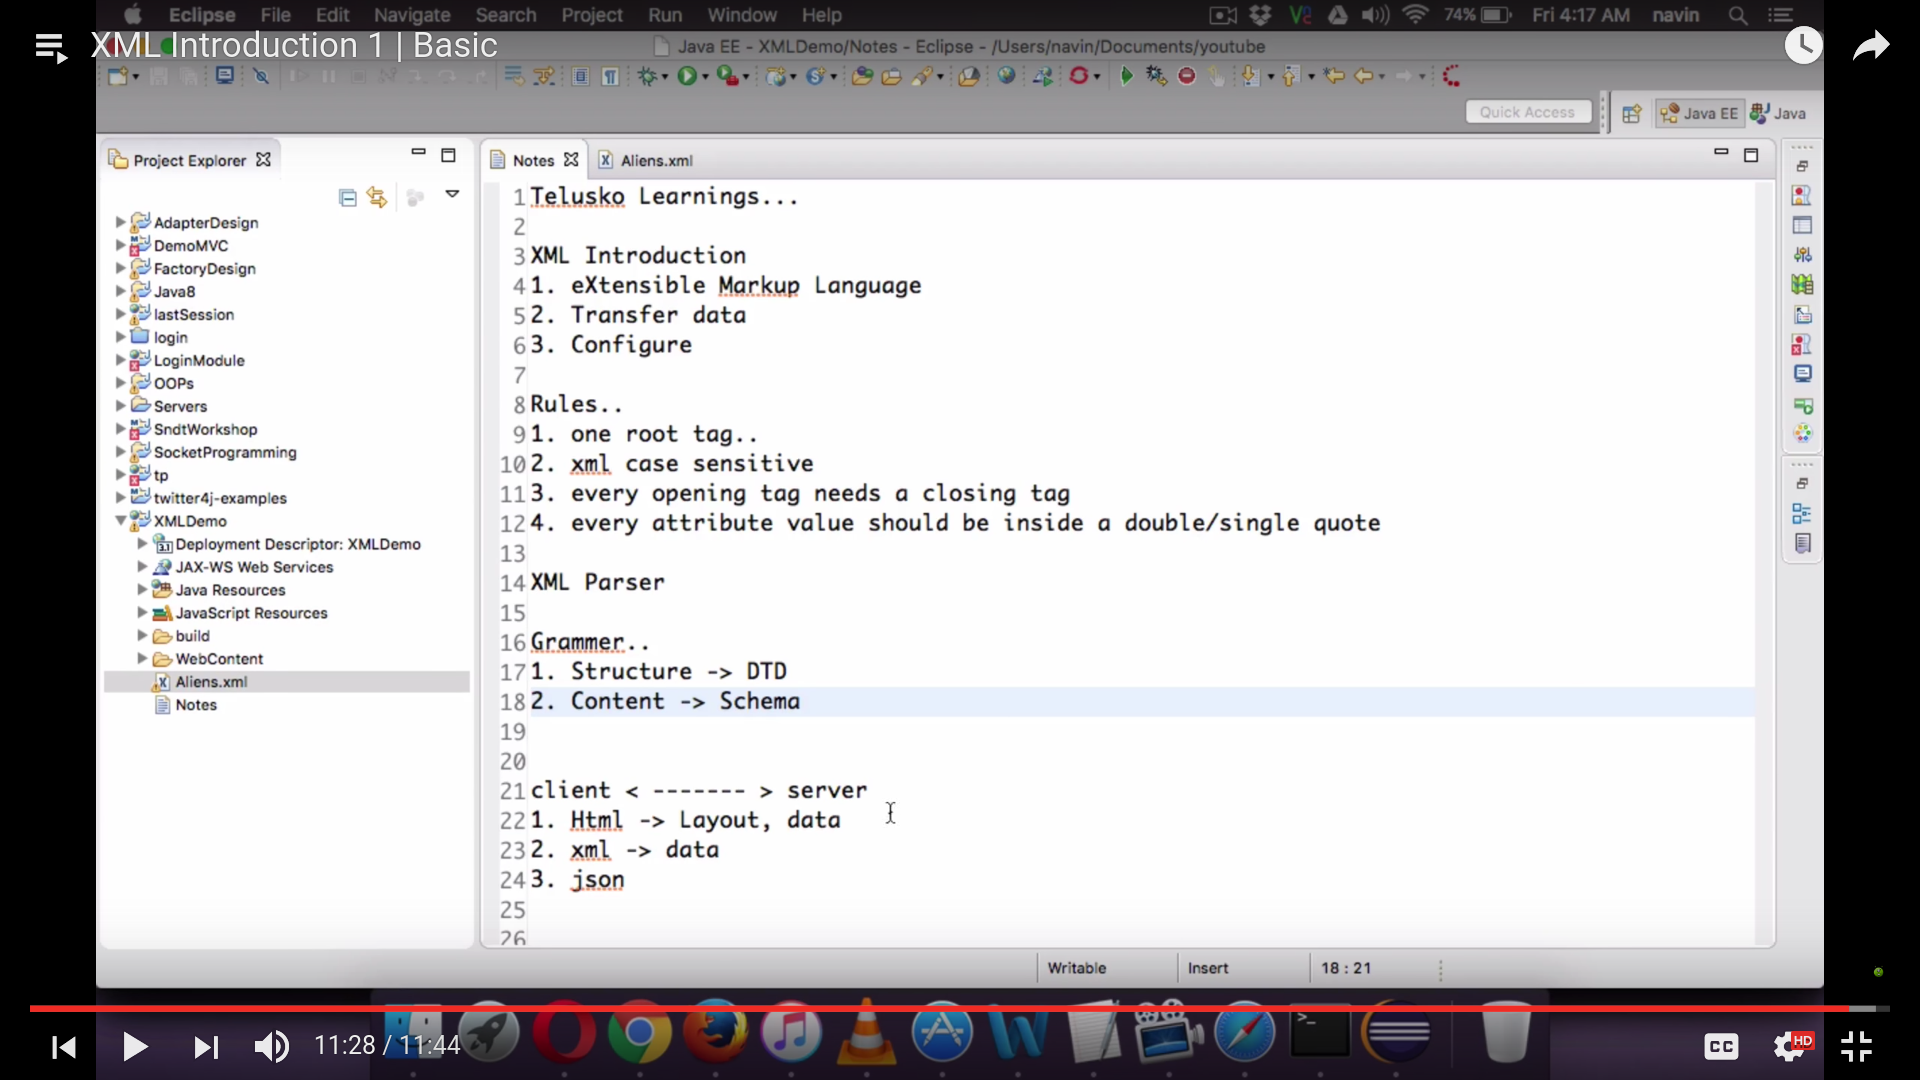 Eclipse File Edit Navigate Search Project Run Window Help
74% Fri 4:17 AM navin
XML Introduction 1 | Basic
Java EE - XMLDemo/Notes - Eclipse - /Users/navin/Documents/youtube
Quick Access
Java EE
Java
Project Explorer
AdapterDesign
DemoMVC
FactoryDesign
Java8
lastSession
login
LoginModule
OOPs
Servers
SndtWorkshop
SocketProgramming
tp
twitter4j-examples
XMLDemo
Deployment Descriptor: XMLDemo
JAX-WS Web Services
Java Resources
JavaScript Resources
build
WebContent
Aliens.xml
Notes
Notes
Aliens.xml
1 Telusko Learnings...
2
3 XML Introduction
4 1. eXtensible Markup Language
5 2. Transfer data
6 3. Configure
7
8 Rules..
9 1. one root tag..
10 2. xml case sensitive
11 3. every opening tag needs a closing tag
12 4. every attribute value should be inside a double/single quote
13
14 XML Parser
15
16 Grammer..
17 1. Structure -> DTD
18 2. Content -> Schema
19
20
21 client < ------- > server
22 1. Html -> Layout, data
23 2. xml -> data
24 3. json
25
26
Writable Insert 18 : 21
11:28 / 11:44
CC
HD